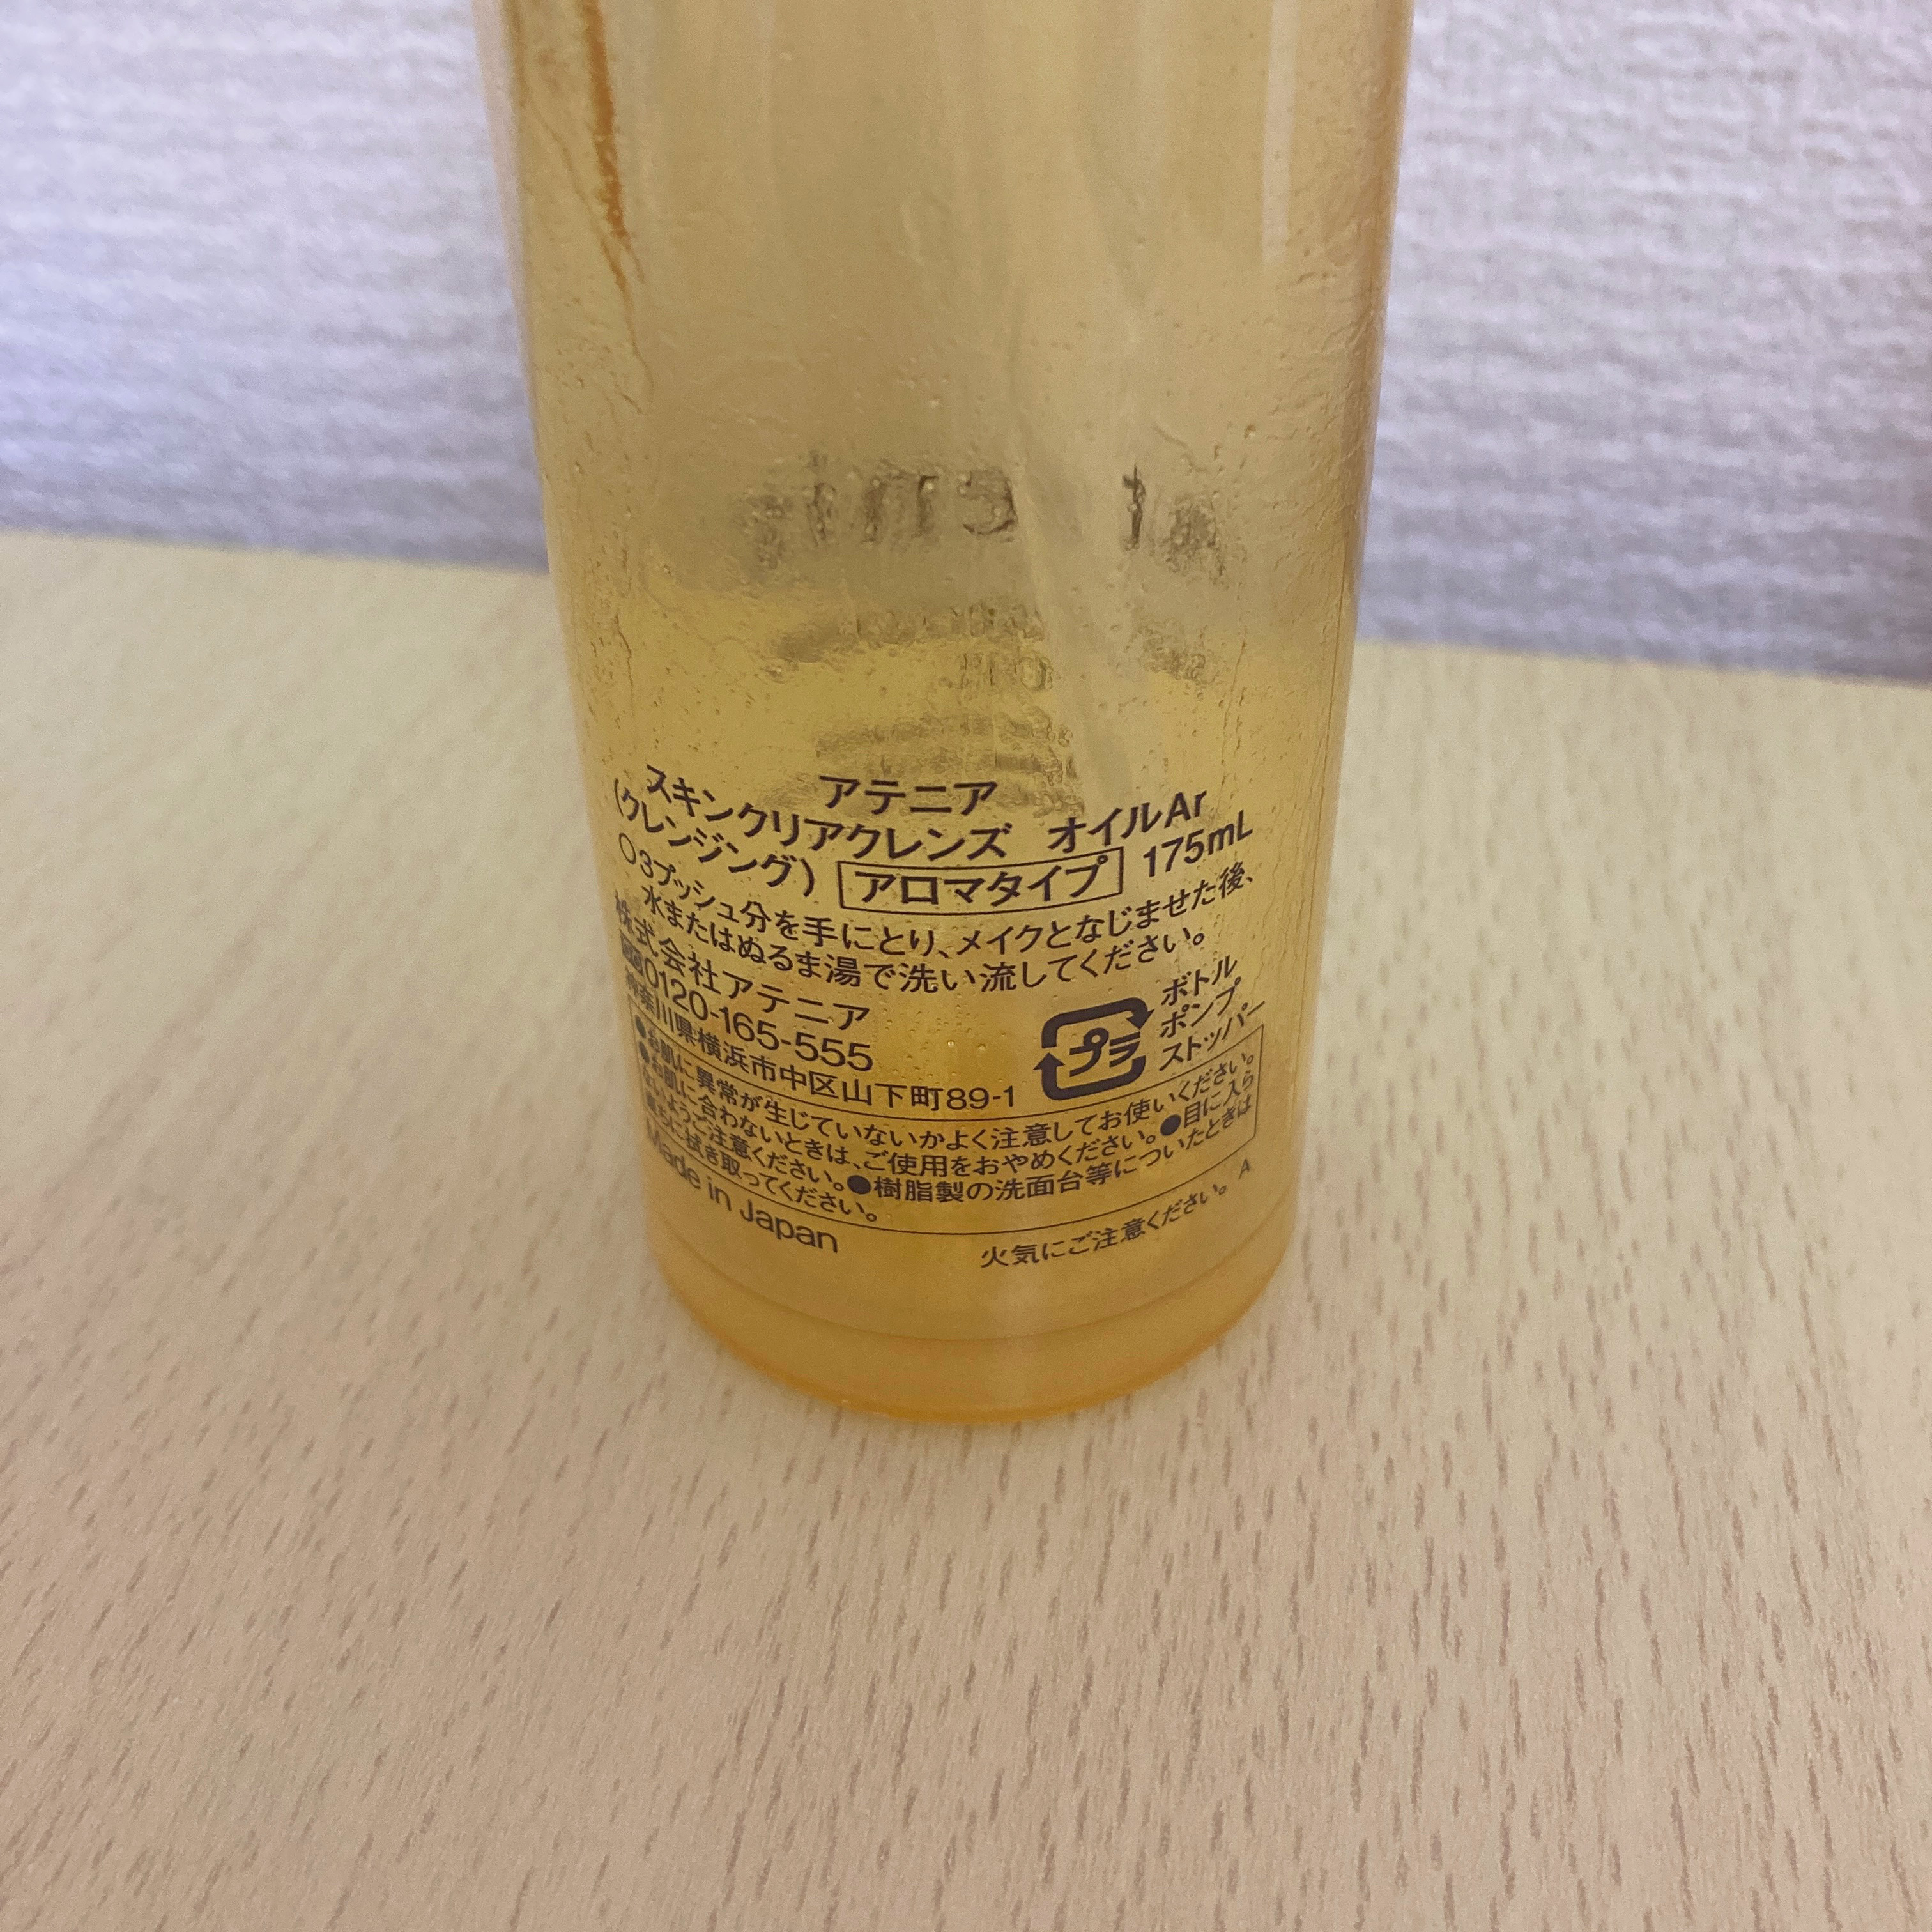 アテニア
スキンクリアクレンズ オイルAr
(クレンジング) アロマタイプ 175mL
○3プッシュ分を手にとり、メイクとなじませた後、
水またはぬるま湯で洗い流してください。
株式会社アテニア
0120-165-555
神奈川県横浜市中区山下町89-1
プラ
ボトル
ポンプ
ストッパー
●お肌に異常が生じていないかよく注意してお使いください。
●お肌に合わないときは、ご使用をおやめください。●目に入ら
ないようご注意ください。●樹脂製の洗面台等についたときは
直ちに拭き取ってください。
Made in Japan
火気にご注意ください。 A